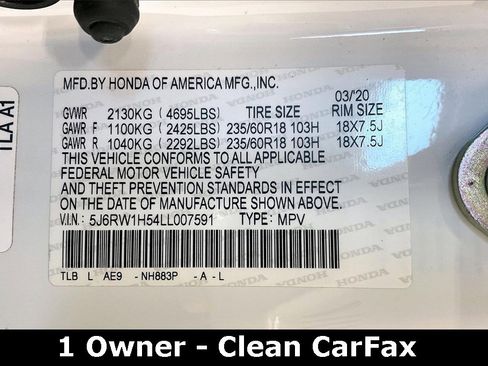 TLA A1
MFD.BY HONDA OF AMERICA MFG.,INC.
03/'20
GVWR 2130KG (4695LBS) TIRE SIZE RIM SIZE
GAWR F 1100KG (2425LBS) 235/60R18 103H 18X7.5J
GAWR R 1040KG (2292LBS) 235/60R18 103H 18X7.5J
THIS VEHICLE CONFORMS TO ALL APPLICABLE
FEDERAL MOTOR VEHICLE SAFETY
AND THEFT PREVENTION STANDARDS IN EFFECT
ON THE DATE OF MANUFACTURE SHOWN ABOVE.
V.I.N: 5J6RW1H54LL007591 TYPE: MPV
TLB L AE9 - NH883P - A - L
1 Owner - Clean CarFax